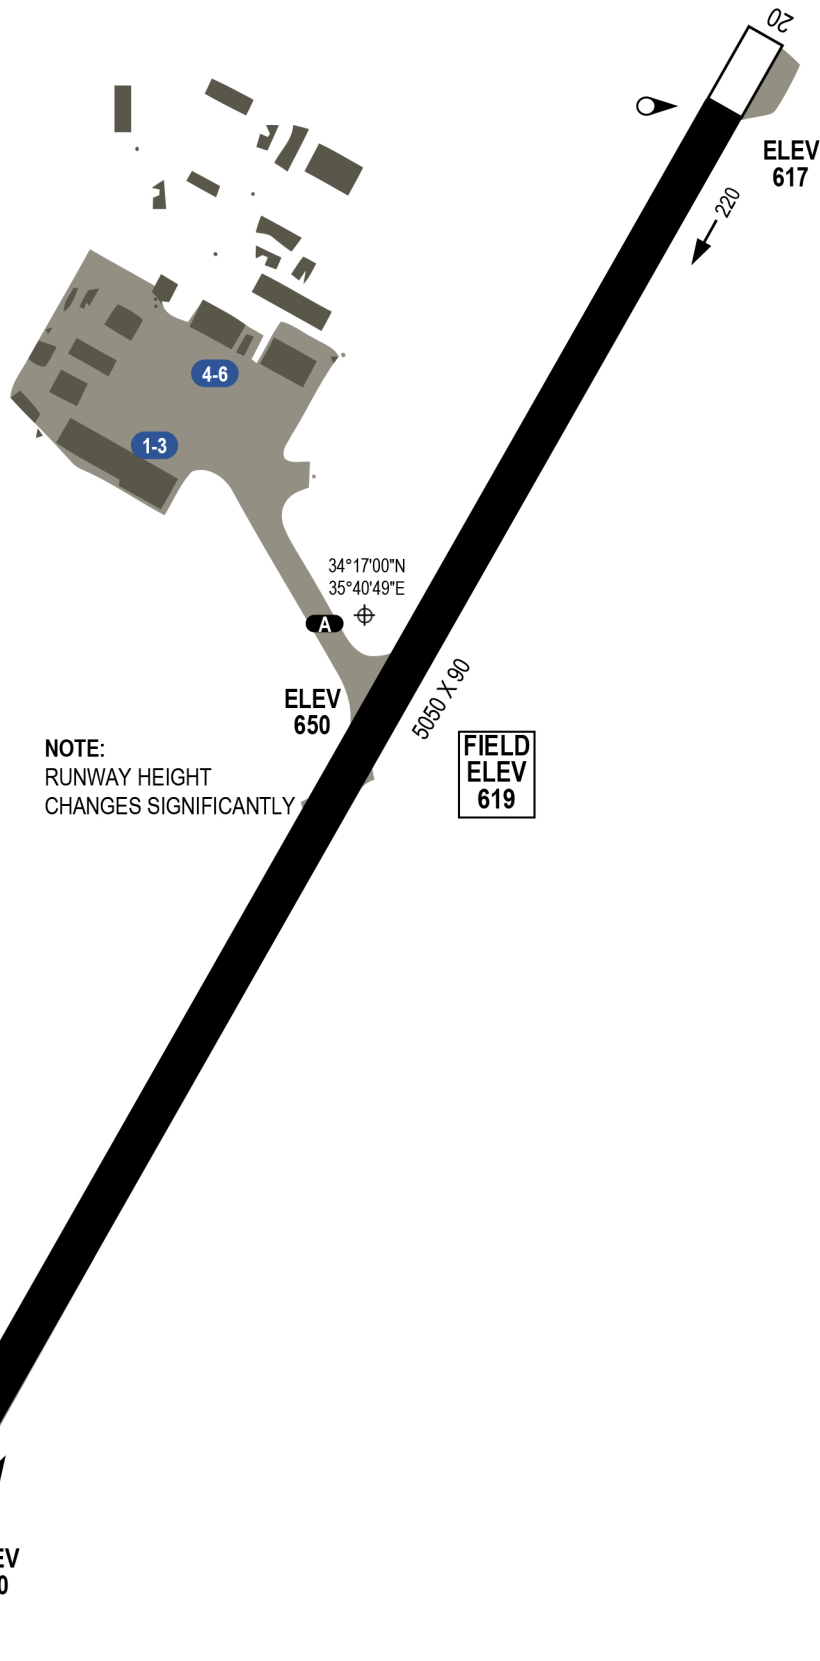 20
ELEV
617
220
4-6
1-3
34°17'00"N
35°40'49"E
A
ELEV
650
5050 X 90
NOTE:
RUNWAY HEIGHT
CHANGES SIGNIFICANTLY
FIELD
ELEV
619